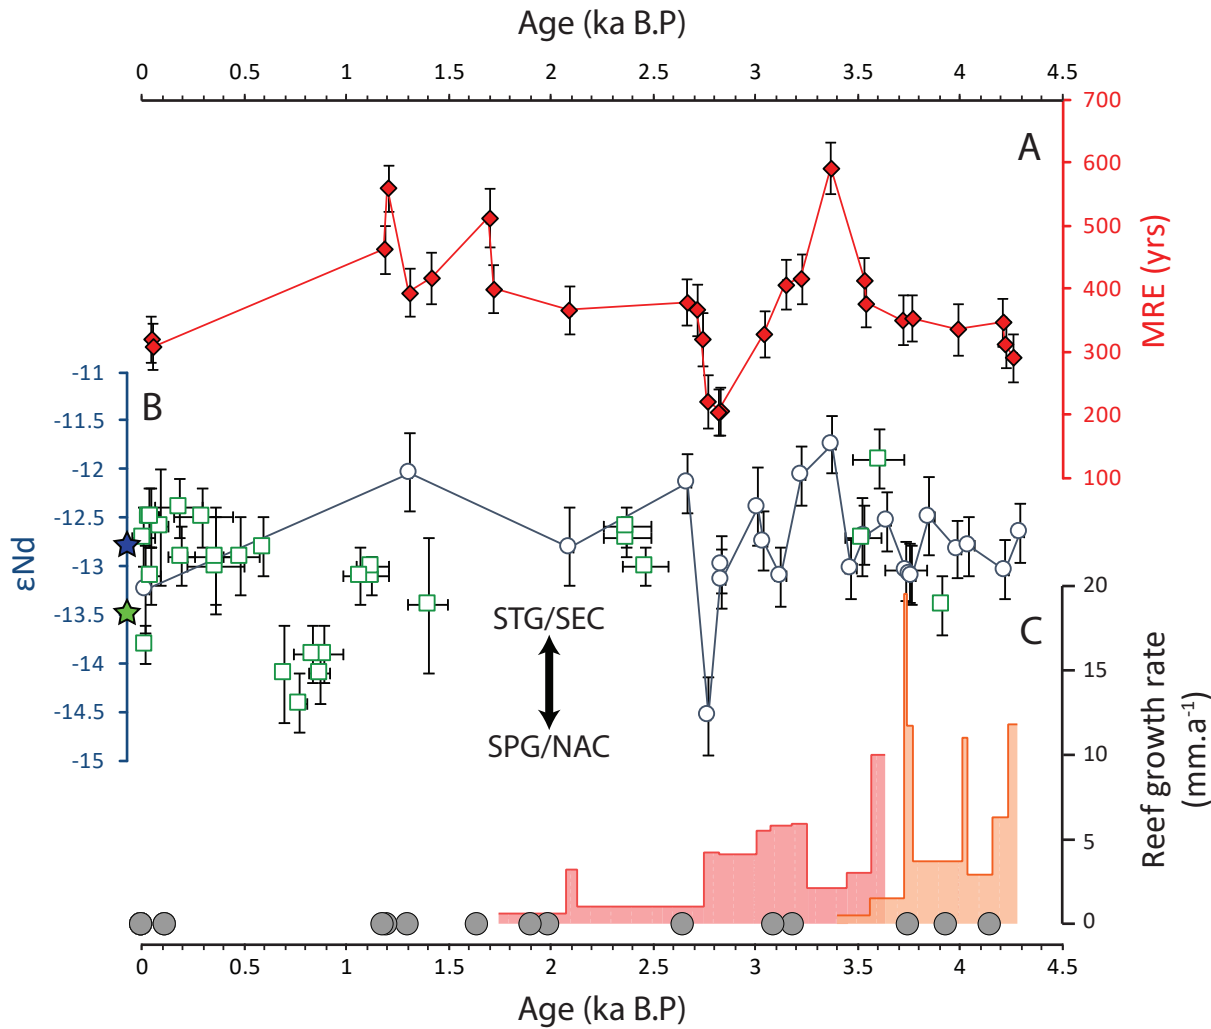 Age (ka B.P)
0 0.5 1 1.5 2 2.5 3 3.5 4 4.5
A
700
600
500
400
300
200
100
MRE (yrs)
B
-11
-11.5
-12
-12.5
-13
-13.5
-14
-14.5
-15
εNd
STG/SEC
SPG/NAC
C
20
15
10
5
0
Reef growth rate
(mm.a⁻¹)
0 0.5 1 1.5 2 2.5 3 3.5 4 4.5
Age (ka B.P)